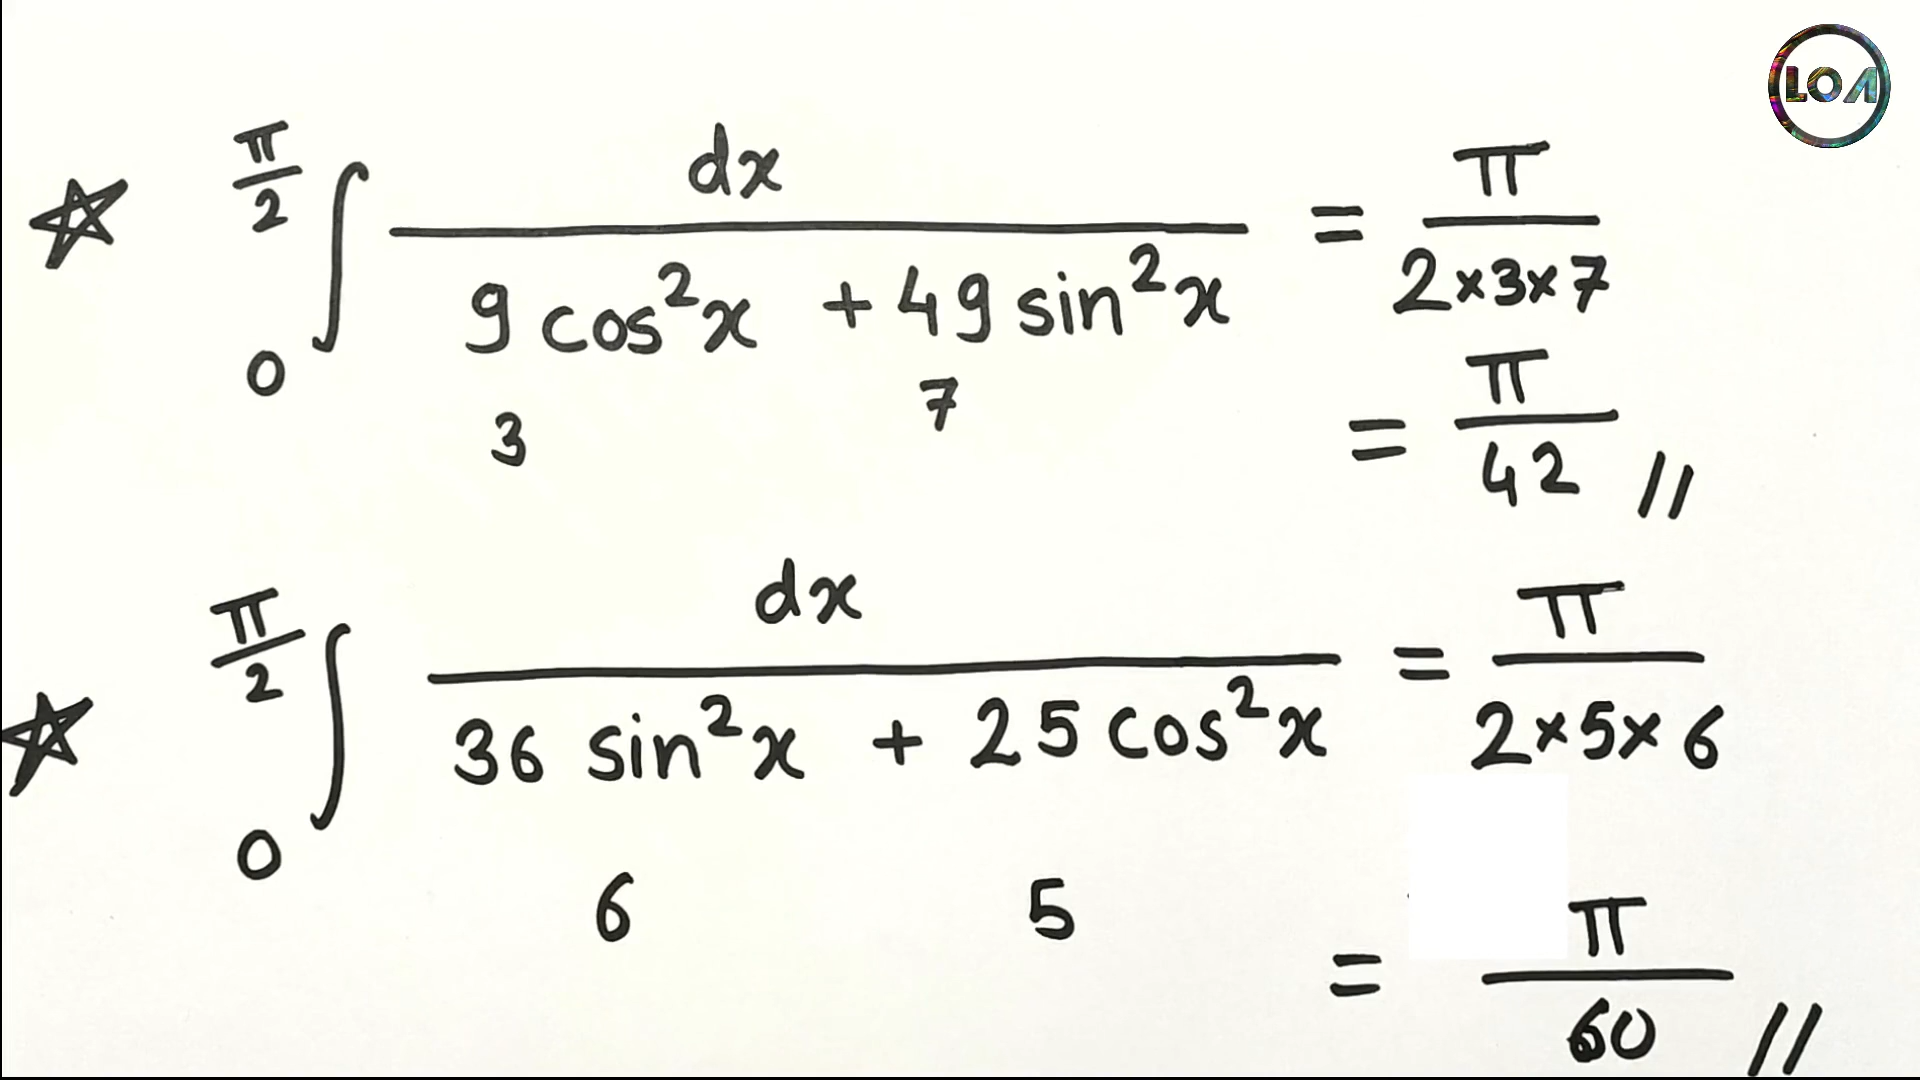 LOA
☆ π/2 ∫ 0 dx / (9 cos²x + 49 sin²x) = π / (2×3×7)
3 7
= π/42 //
☆ π/2 ∫ 0 dx / (36 sin²x + 25 cos²x) = π / (2×5×6)
6 5
= π/60 //